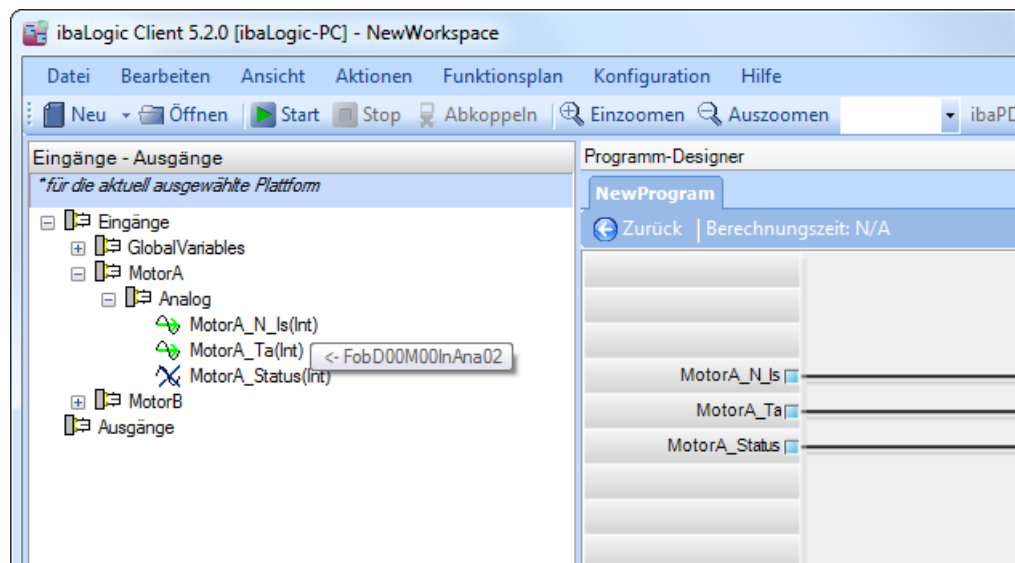 ibaLogic Client 5.2.0 [ibaLogic-PC] - NewWorkspace
Datei Bearbeiten Ansicht Aktionen Funktionsplan Konfiguration Hilfe
Neu Öffnen Start Stop Abkoppeln Einzoomen Auszoomen ibaPD
Eingänge - Ausgänge
*für die aktuell ausgewählte Plattform
Eingänge
GlobalVariables
MotorA
Analog
MotorA_N_Is(Int)
MotorA_Ta(Int)
<- FobD00M00InAna02
MotorA_Status(Int)
MotorB
Ausgänge
Programm-Designer
NewProgram
Zurück Berechnungszeit: N/A
MotorA_N_Is
MotorA_Ta
MotorA_Status